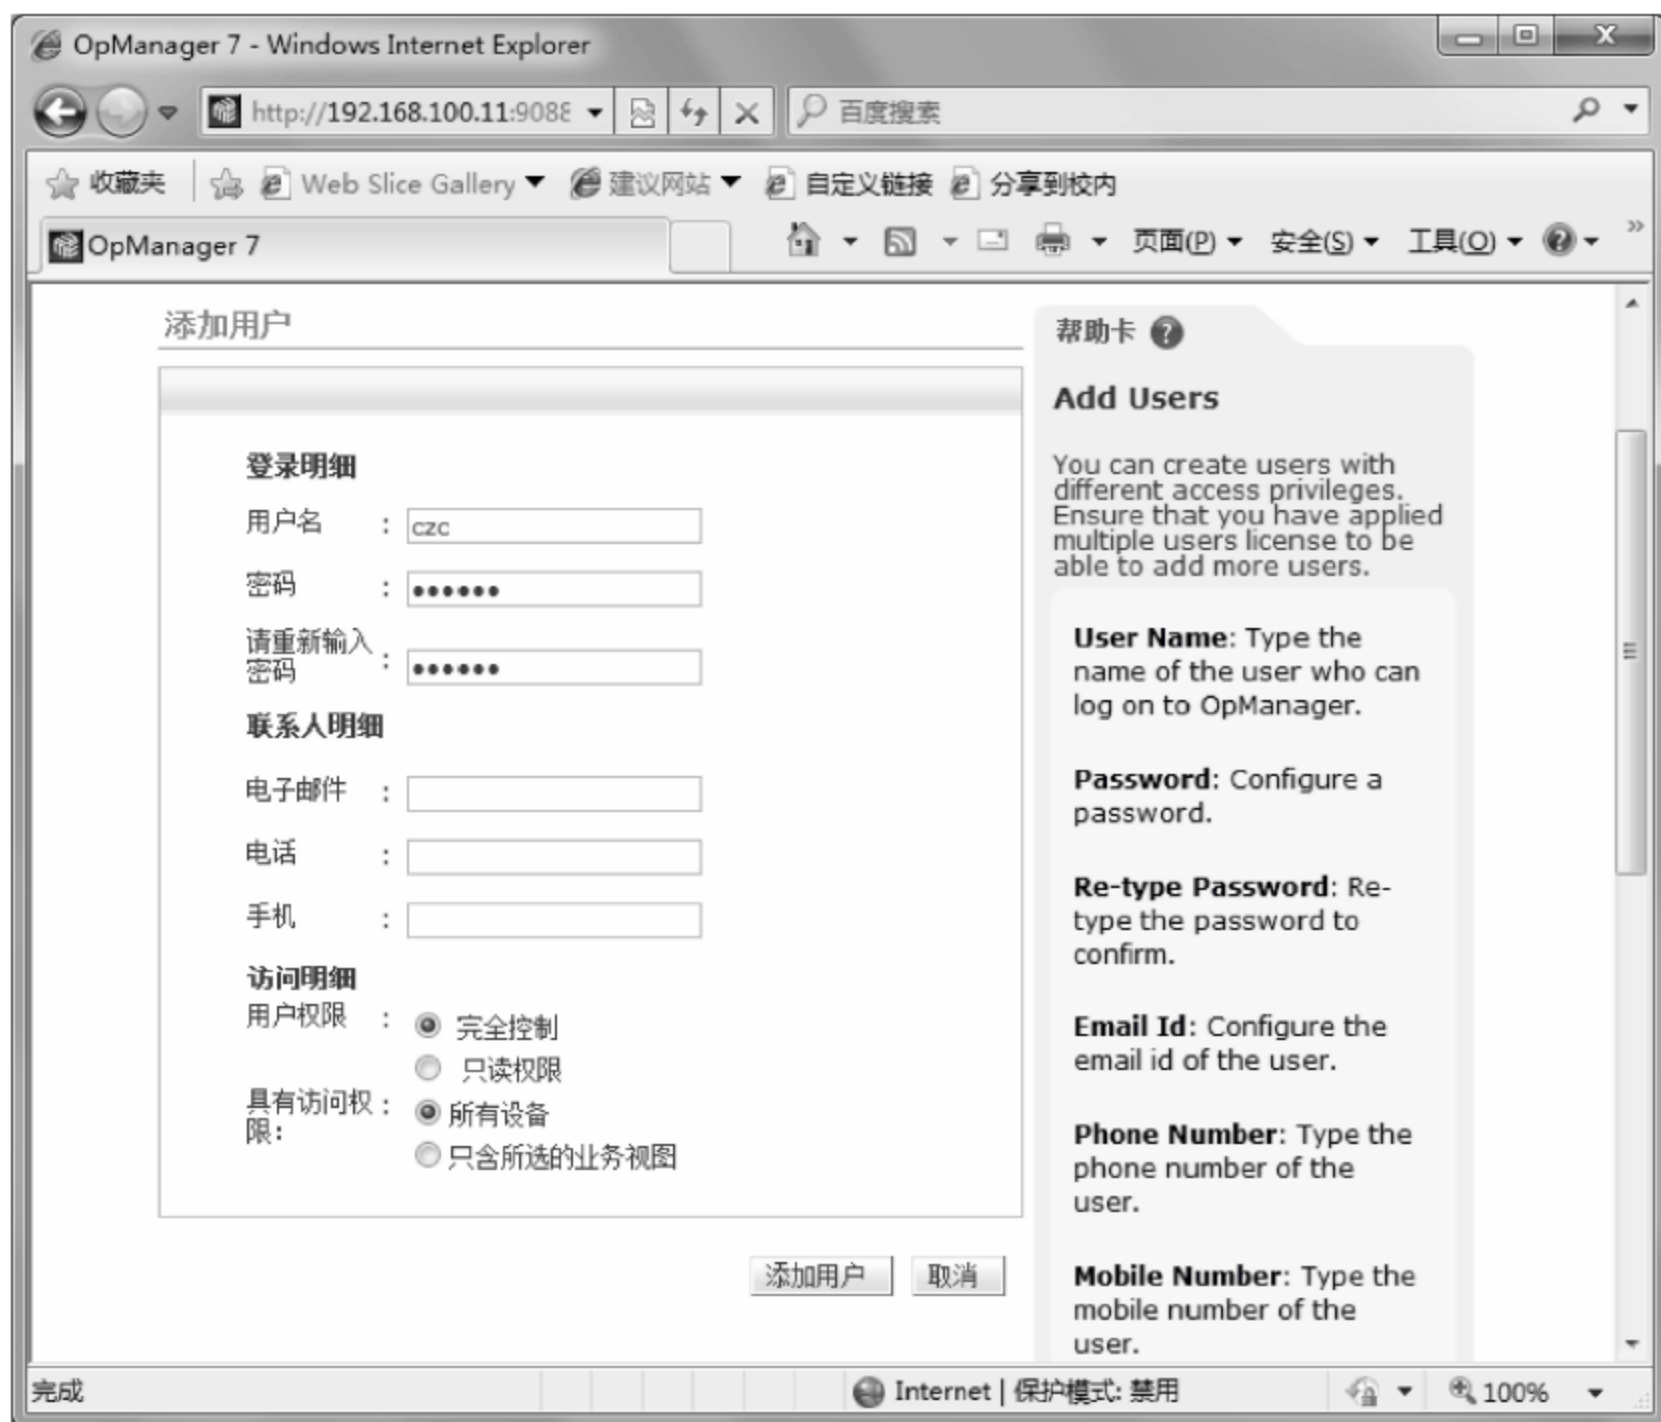 OpManager 7 - Windows Internet Explorer
http://192.168.100.11:9088
百度搜索
收藏夹
Web Slice Gallery
建议网站
自定义链接
分享到校内
OpManager 7
页面(P)
安全(S)
工具(O)
»
添加用户
登录明细
用户名 : czc
密码 : ••••••
请重新输入
密码 : ••••••
联系人明细
电子邮件 :
电话 :
手机 :
访问明细
用户权限 : 完全控制
只读权限
具有访问权 : 所有设备
限:
只含所选的业务视图
添加用户
取消
帮助卡 ?
Add Users
You can create users with
different access privileges.
Ensure that you have applied
multiple users license to be
able to add more users.
User Name: Type the
name of the user who can
log on to OpManager.
Password: Configure a
password.
Re-type Password: Re-
type the password to
confirm.
Email Id: Configure the
email id of the user.
Phone Number: Type the
phone number of the
user.
Mobile Number: Type the
mobile number of the
user.
完成
Internet | 保护模式: 禁用
100%